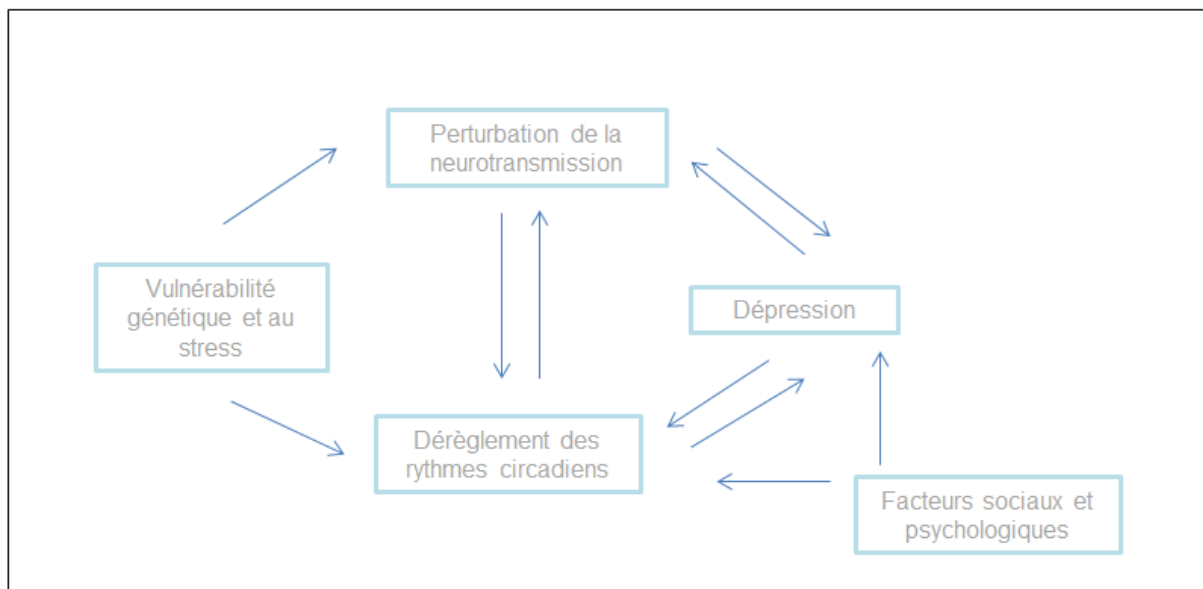 Perturbation de la
neurotransmission
Vulnérabilité
génétique et au
stress
Dépression
Dérèglement des
rythmes circadiens
Facteurs sociaux et
psychologiques